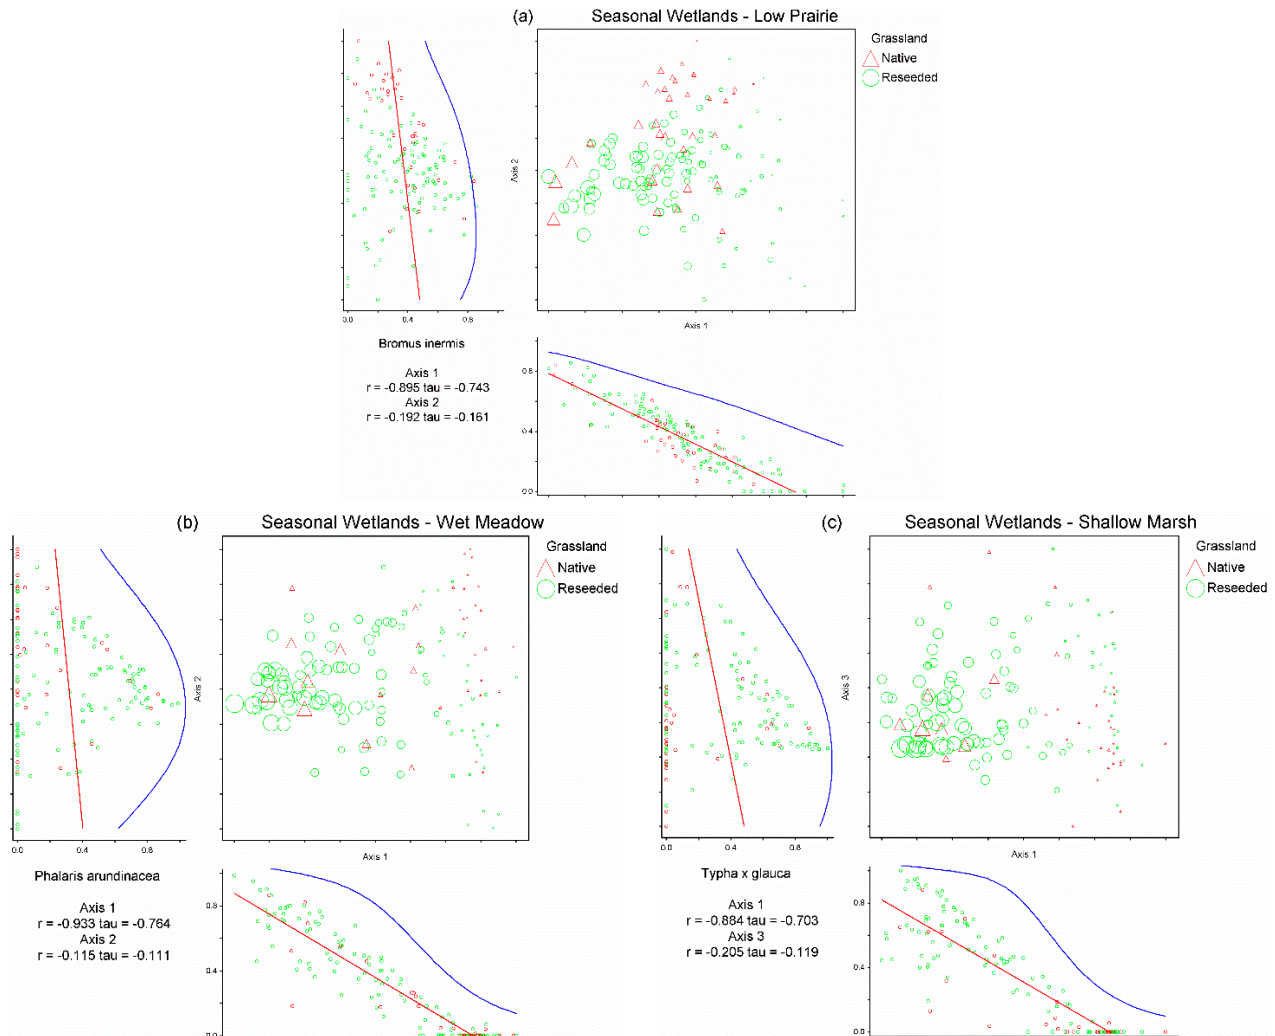 (a) Seasonal Wetlands - Low Prairie
Grassland
Native
Reseeded
Axis 2
0.0 0.4 0.8
Axis 1
Bromus inermis
Axis 1
r = -0.895 tau = -0.743
Axis 2
r = -0.192 tau = -0.161
0.8
0.4
0.0
(b) Seasonal Wetlands - Wet Meadow
Grassland
Native
Reseeded
Axis 2
0.0 0.4 0.8
Axis 1
Phalaris arundinacea
Axis 1
r = -0.933 tau = -0.764
Axis 2
r = -0.115 tau = -0.111
0.8
0.4
0.0
(c) Seasonal Wetlands - Shallow Marsh
Grassland
Native
Reseeded
Axis 3
0.0 0.4 0.8
Axis 1
Typha x glauca
Axis 1
r = -0.884 tau = -0.703
Axis 3
r = -0.205 tau = -0.119
0.8
0.4
0.0